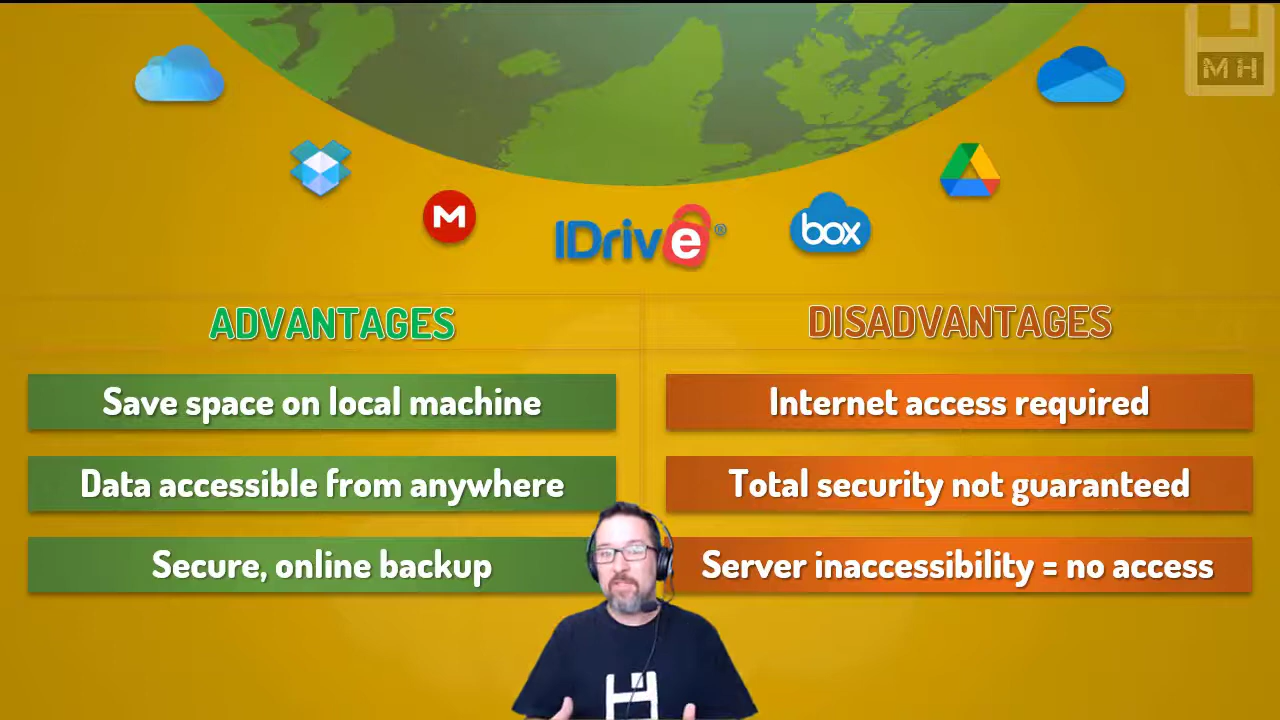 MH
M
IDrive®
box
ADVANTAGES
DISADVANTAGES
Save space on local machine
Internet access required
Data accessible from anywhere
Total security not guaranteed
Secure, online backup
Server inaccessibility = no access